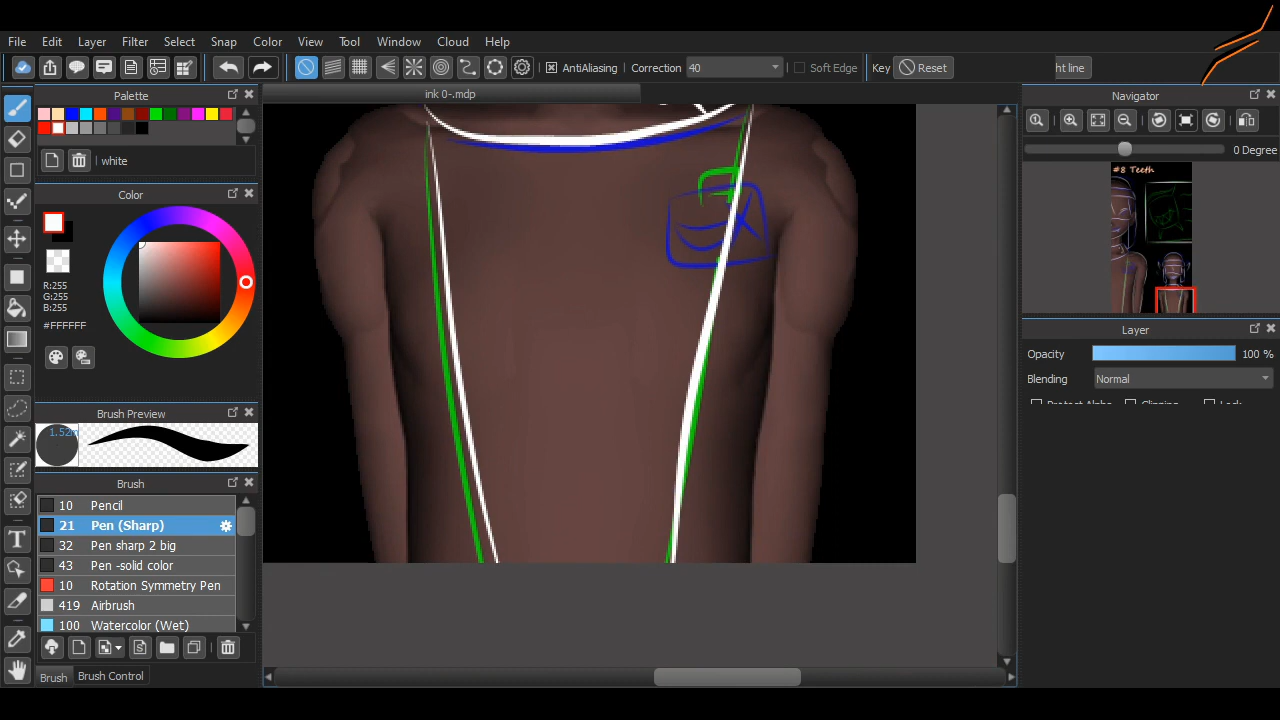 File Edit Layer Filter Select Snap Color View Tool Window Cloud Help
AntiAliasing Correction 40 Soft Edge Key Reset ht line
Palette
ink 0-.mdp
Navigator
white
0 Degree
#8 Teeth
Color
R:255
G:255
B:255
#FFFFFF
Layer
Opacity 100 %
Blending Normal
Brush Preview
Brush
10 Pencil
21 Pen (Sharp)
32 Pen sharp 2 big
43 Pen -solid color
10 Rotation Symmetry Pen
419 Airbrush
100 Watercolor (Wet)
Brush Brush Control